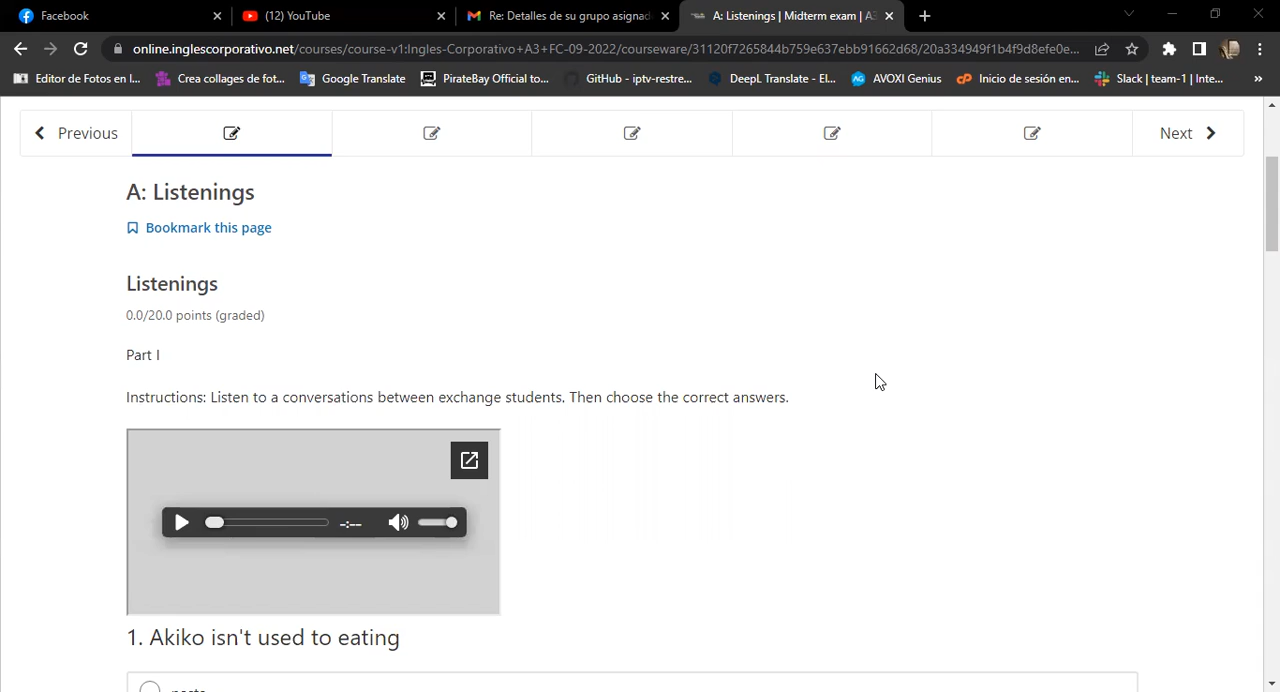 Facebook
(12) YouTube
Re: Detalles de su grupo asignad
A: Listenings | Midterm exam | A3
online.inglescorporativo.net/courses/course-v1:Ingles-Corporativo+A3+FC-09-2022/courseware/31120f7265844b759e637ebb91662d68/20a334949f1b4f9d8efe0e...
Editor de Fotos en l...
Crea collages de fot...
Google Translate
PirateBay Official to...
GitHub - iptv-restre...
DeepL Translate - El...
AVOXI Genius
Inicio de sesión en...
Slack | team-1 | Inte...
»
Previous
Next
A: Listenings
Bookmark this page
Listenings
0.0/20.0 points (graded)
Part I
Instructions: Listen to a conversations between exchange students. Then choose the correct answers.
-:--
1. Akiko isn't used to eating